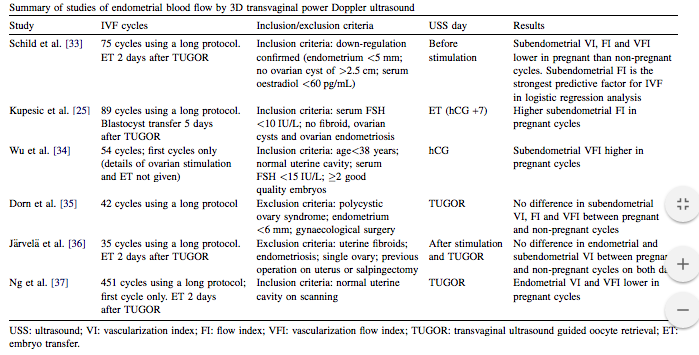 Summary of studies of endometrial blood flow by 3D transvaginal power Doppler ultrasound
Study IVF cycles Inclusion/exclusion criteria USS day Results
Schild et al. [33] 75 cycles using a long protocol. Inclusion criteria: down-regulation Before Subendometrial VI, FI and VFI
ET 2 days after TUGOR confirmed (endometrium <5 mm; stimulation lower in pregnant than non-pregnant
no ovarian cyst of >2.5 cm; serum cycles. Subendometrial FI is the
oestradiol <60 pg/mL) strongest predictive factor for IVF
in logistic regression analysis
Kupesic et al. [25] 89 cycles using a long protocol. Inclusion criteria: serum FSH ET (hCG +7) Higher subendometrial FI in
Blastocyst transfer 5 days <10 IU/L; no fibroid, ovarian pregnant cycles
after TUGOR cysts and ovarian endometriosis
Wu et al. [34] 54 cycles; first cycles only Inclusion criteria: age<38 years; hCG Subendometrial VFI higher in
(details of ovarian stimulation normal uterine cavity; serum pregnant cycles
and ET not given) FSH <15 IU/L; ≥2 good
quality embryos
Dorn et al. [35] 42 cycles using a long protocol Exclusion criteria: polycystic TUGOR No difference in subendometrial
ovary syndrome; endometrium VI, FI and VFI between pregnant
<6 mm; gynaecological surgery and non-pregnant cycles
Järvelä et al. [36] 35 cycles using a long protocol. Exclusion criteria: uterine fibroids; After stimulation No difference in endometrial and
ET 2 days after TUGOR endometriosis; single ovary; previous and TUGOR subendometrial VI between pregna
operation on uterus or salpingectomy and non-pregnant cycles on both d
Ng et al. [37] 451 cycles using a long protocol; Inclusion criteria: normal uterine TUGOR Endometrial VI and VFI lower in
first cycle only. ET 2 days cavity on scanning pregnant cycles
after TUGOR
USS: ultrasound; VI: vascularization index; FI: flow index; VFI: vascularization flow index; TUGOR: transvaginal ultrasound guided oocyte retrieval; ET:
embryo transfer.